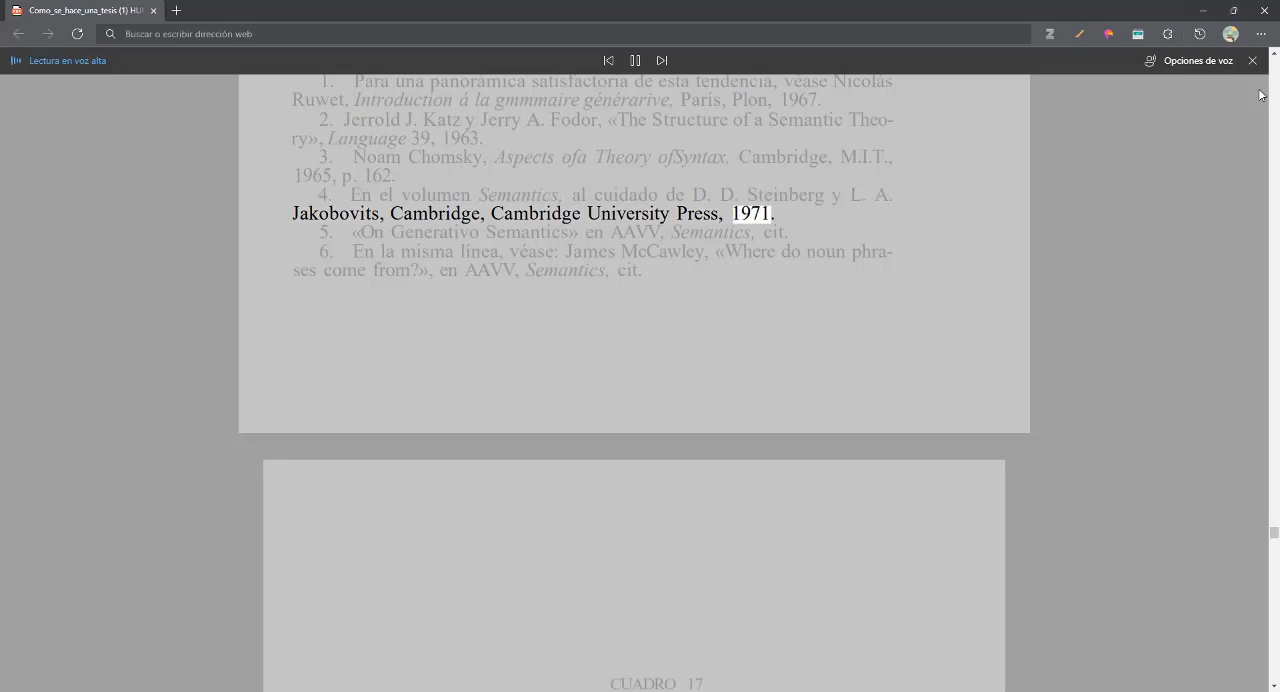 Como_se_hace_una_tesis (1) HU
Buscar o escribir dirección web
Lectura en voz alta
Opciones de voz
1. Para una panorámica satisfactoria de esta tendencia, véase Nicolás
Ruwet, Introduction á la gmmmaire générarive, París, Plon, 1967.
2. Jerrold J. Katz y Jerry A. Fodor, «The Structure of a Semantic Theo-
ry», Language 39, 1963.
3. Noam Chomsky, Aspects ofa Theory ofSyntax, Cambridge, M.I.T.,
1965, p. 162.
4. En el volumen Semantics, al cuidado de D. D. Steinberg y L. A.
Jakobovits, Cambridge, Cambridge University Press, 1971.
5. «On Generativo Semantics» en AAVV, Semantics, cit.
6. En la misma línea, véase: James McCawley, «Where do noun phra-
ses come from?», en AAVV, Semantics, cit.
CUADRO 17